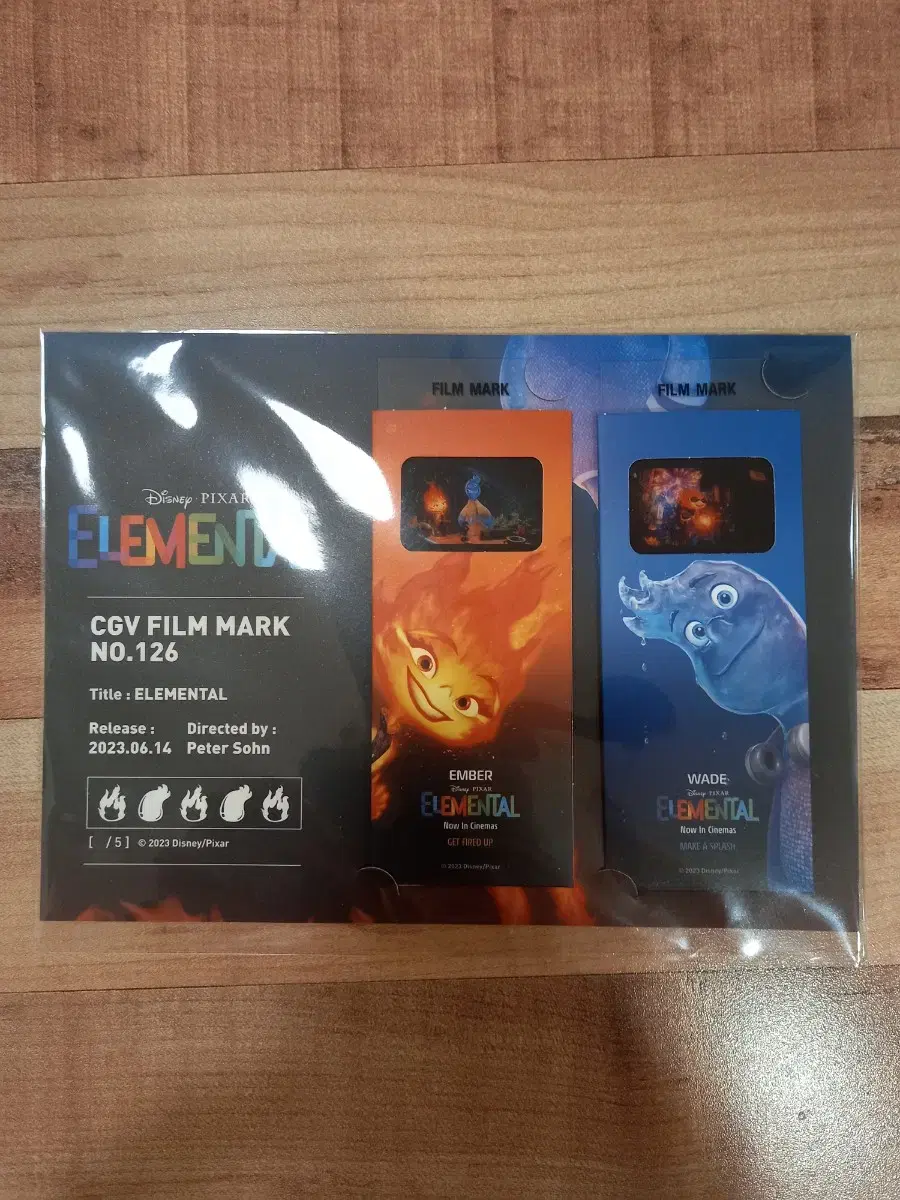 FILM MARK
FILM MARK
Disney PIXAR
ELEMENTA
CGV FILM MARK
NO.126
Title : ELEMENTAL
Release :
2023.06.14
Directed by :
Peter Sohn
[ /5] © 2023 Disney/Pixar
EMBER
Disney PIXAR
ELEMENTAL
Now In Cinemas
GET FIRED UP
© 2023 Disney/Pixar
WADE
Disney PIXAR
ELEMENTAL
Now In Cinemas
MAKE A SPLASH
© 2023 Disney/Pixar